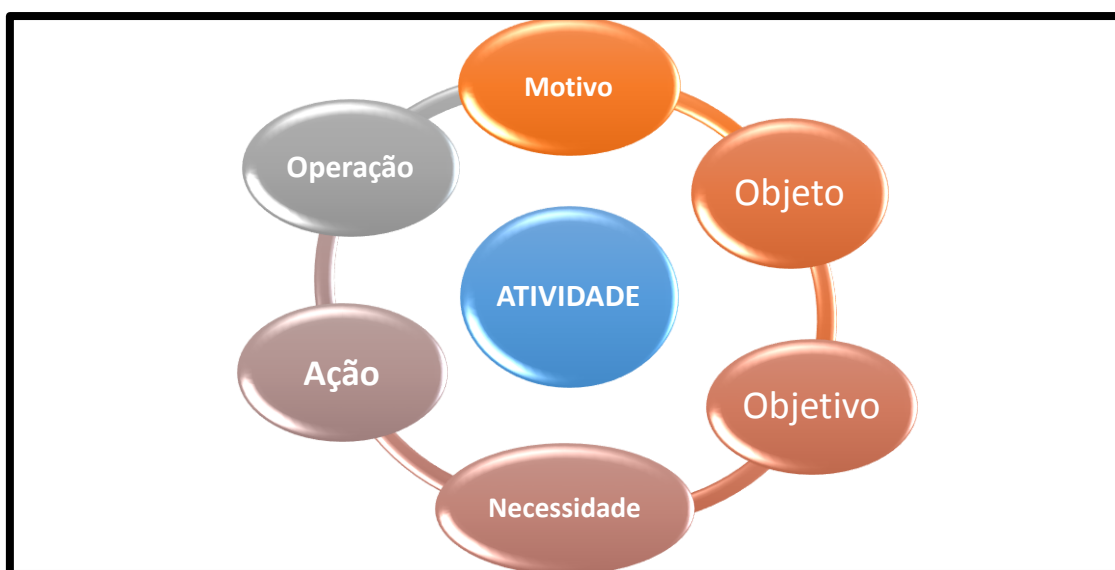 Motivo
Objeto
Objetivo
Necessidade
Ação
Operação
ATIVIDADE